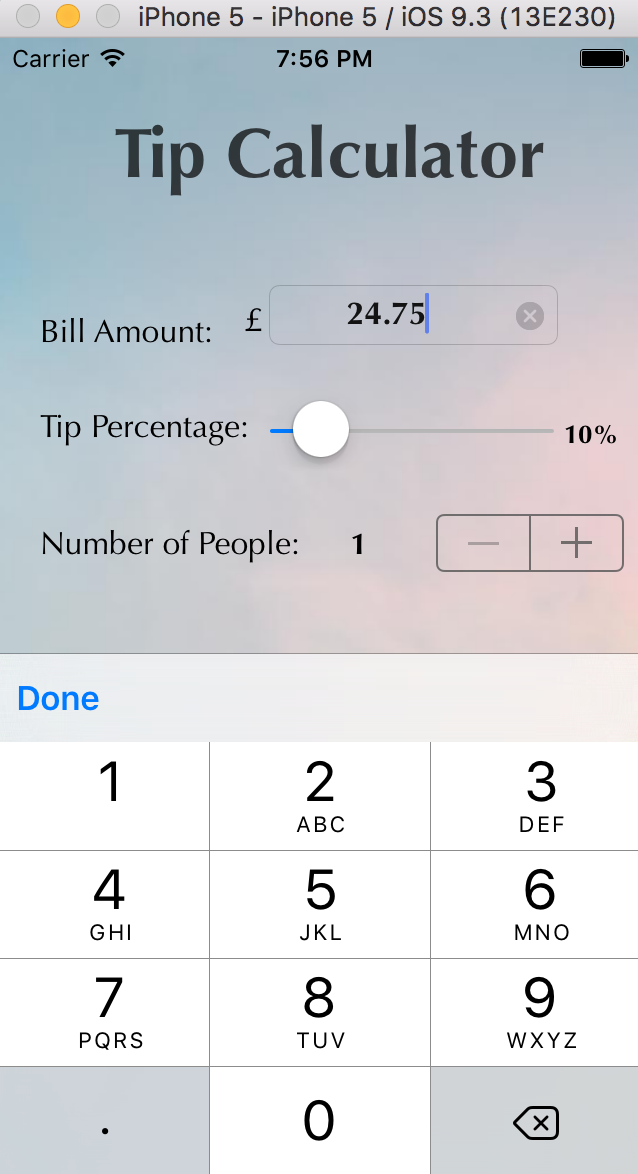 iPhone 5 - iPhone 5 / iOS 9.3 (13E230)
Carrier 7:56 PM
Tip Calculator
Bill Amount: £ 24.75
Tip Percentage: 10%
Number of People: 1 − +
Done
1 2 3
ABC DEF
4 5 6
GHI JKL MNO
7 8 9
PQRS TUV WXYZ
. 0